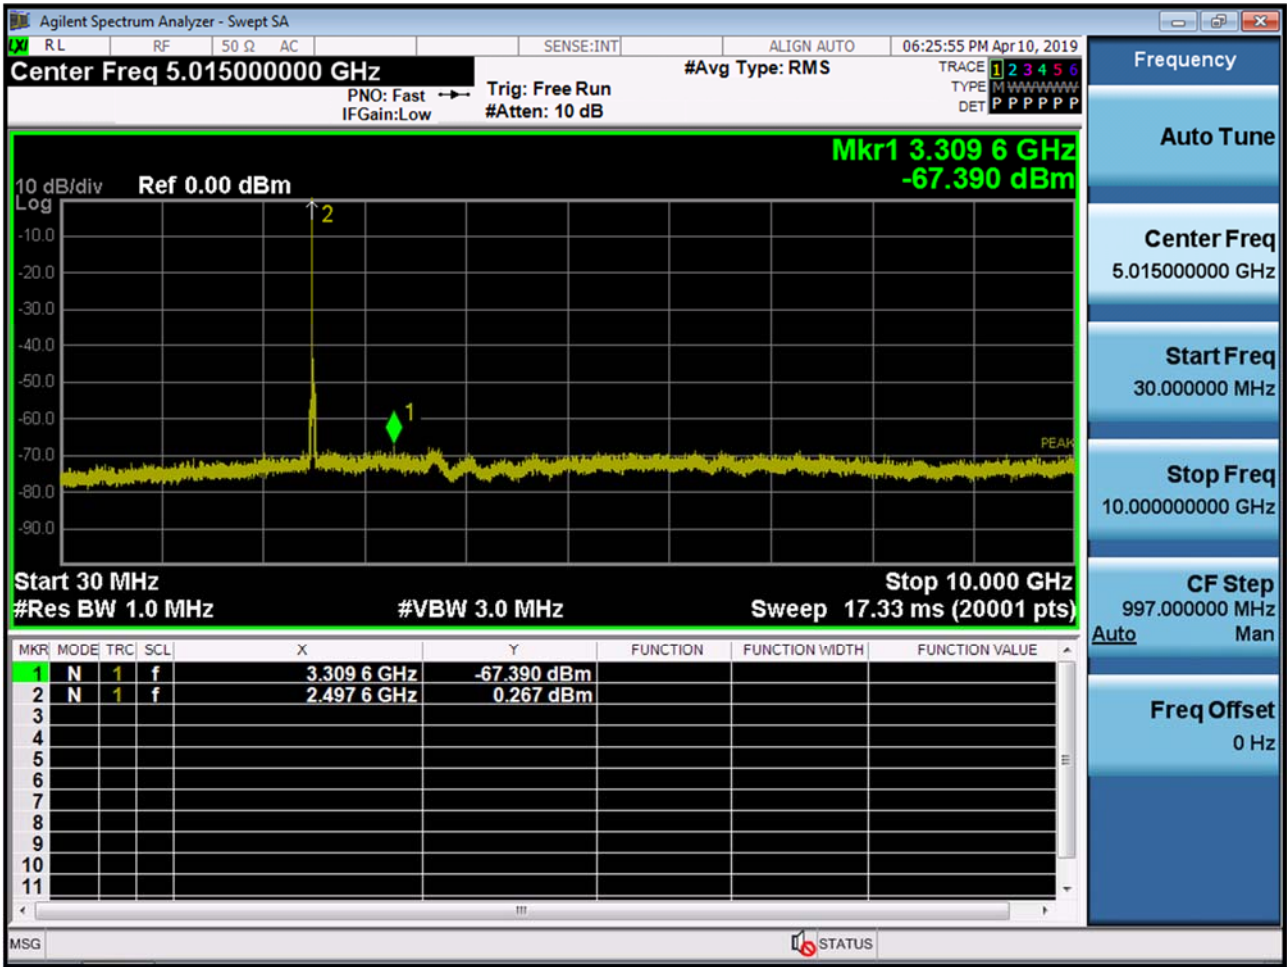 Agilent Spectrum Analyzer - Swept SA
LXI RL RF 50 Ω AC SENSE:INT ALIGN AUTO 06:25:55 PM Apr 10, 2019
Center Freq 5.015000000 GHz
PNO: Fast
IFGain:Low
Trig: Free Run
#Atten: 10 dB
#Avg Type: RMS
TRACE 1 2 3 4 5 6
TYPE M WWWWW
DET P P P P P P
Mkr1 3.309 6 GHz
-67.390 dBm
10 dB/div Ref 0.00 dBm
Log
2
-10.0
-20.0
-30.0
-40.0
-50.0
-60.0
1
PEAK
-70.0
-80.0
-90.0
Start 30 MHz Stop 10.000 GHz
#Res BW 1.0 MHz #VBW 3.0 MHz Sweep 17.33 ms (20001 pts)
MKR MODE TRC SCL X Y FUNCTION FUNCTION WIDTH FUNCTION VALUE
1 N 1 f 3.309 6 GHz -67.390 dBm
2 N 1 f 2.497 6 GHz 0.267 dBm
3
4
5
6
7
8
9
10
11
MSG STATUS
Frequency
Auto Tune
Center Freq
5.015000000 GHz
Start Freq
30.000000 MHz
Stop Freq
10.000000000 GHz
CF Step
997.000000 MHz
Auto Man
Freq Offset
0 Hz